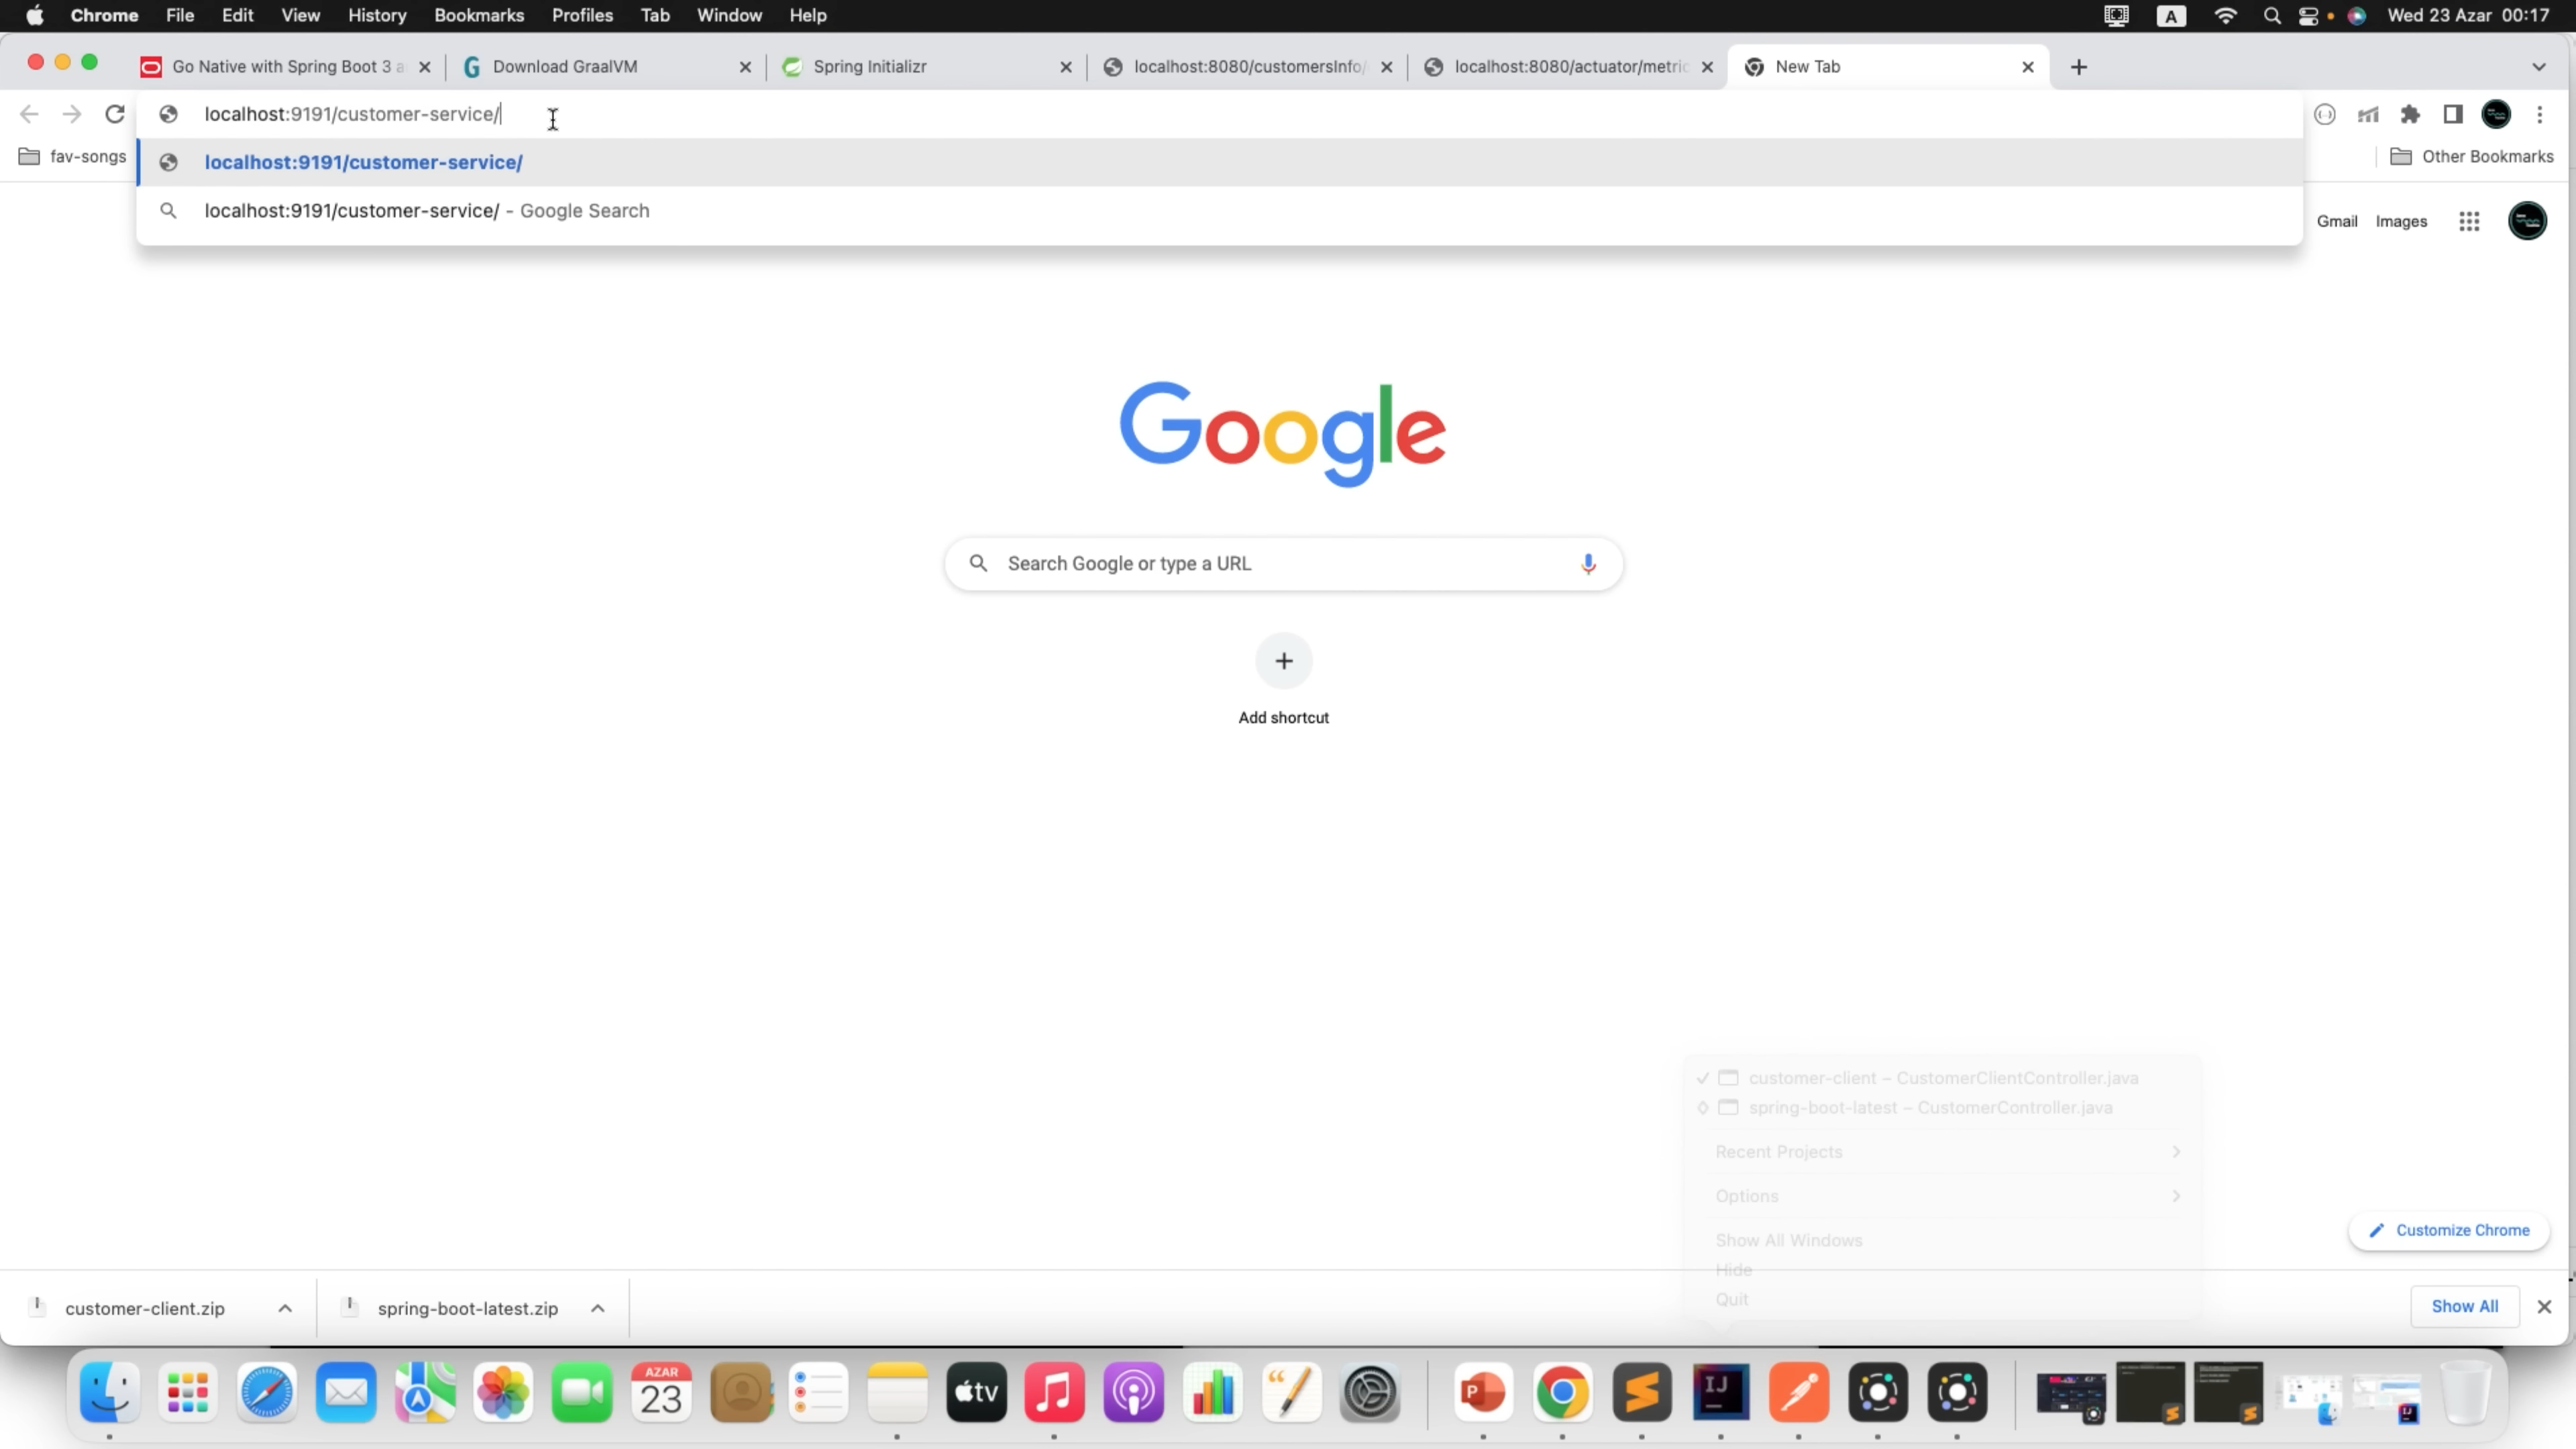 Chrome File Edit View History Bookmarks Profiles Tab Window Help
A Wed 23 Azar 00:17
Go Native with Spring Boot 3 a
Download GraalVM
Spring Initializr
localhost:8080/customersInfo/
localhost:8080/actuator/metric
New Tab
localhost:9191/customer-service/
fav-songs
localhost:9191/customer-service/
Other Bookmarks
localhost:9191/customer-service/ - Google Search
Gmail Images
Google
Search Google or type a URL
Add shortcut
customer-client – CustomerClientController.java
spring-boot-latest – CustomerController.java
Recent Projects
Options
Show All Windows
Hide
Quit
Customize Chrome
customer-client.zip
spring-boot-latest.zip
Show All
AZAR
23
tv
P
IJ